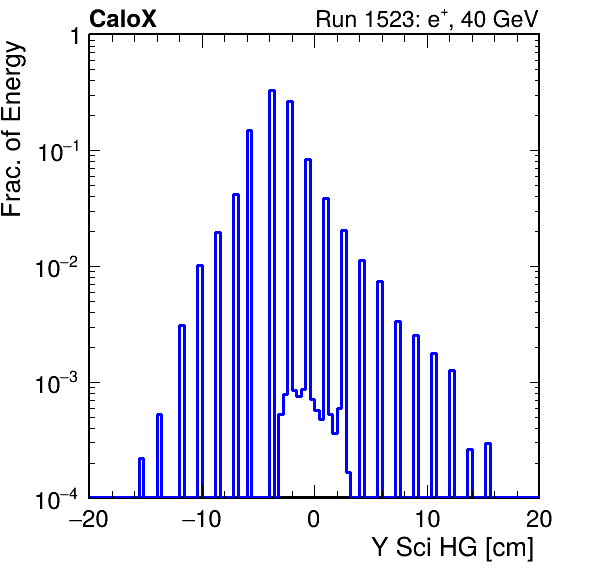 CaloX Run 1523: e⁺, 40 GeV
Frac. of Energy
1
10⁻¹
10⁻²
10⁻³
10⁻⁴
−20 −10 0 10 20
Y Sci HG [cm]